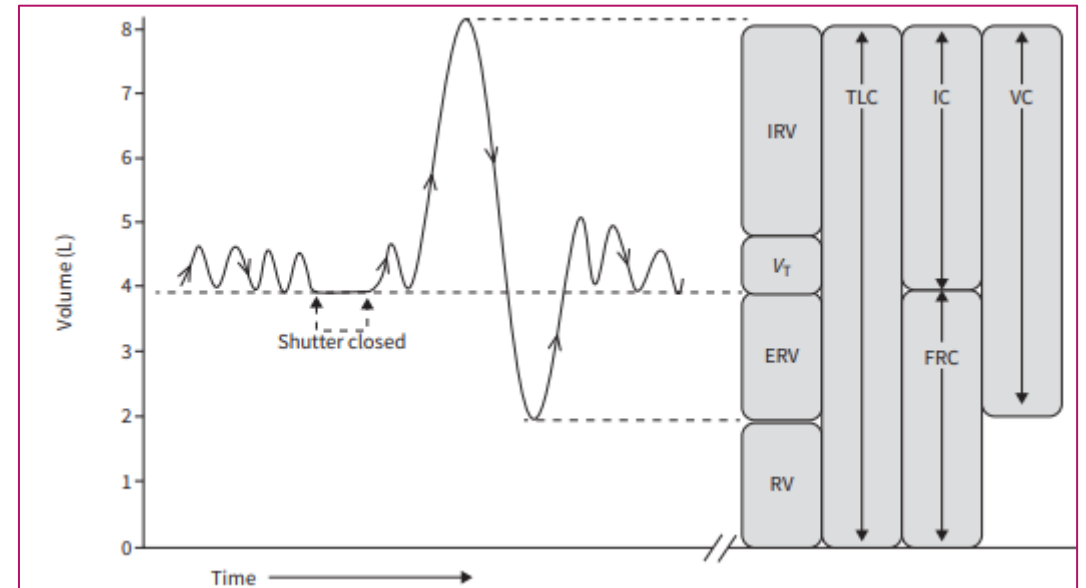 8
7
6
5
4
3
2
1
0
Volume (L)
Shutter closed
Time
IRV
V_T
ERV
RV
TLC
IC
FRC
VC